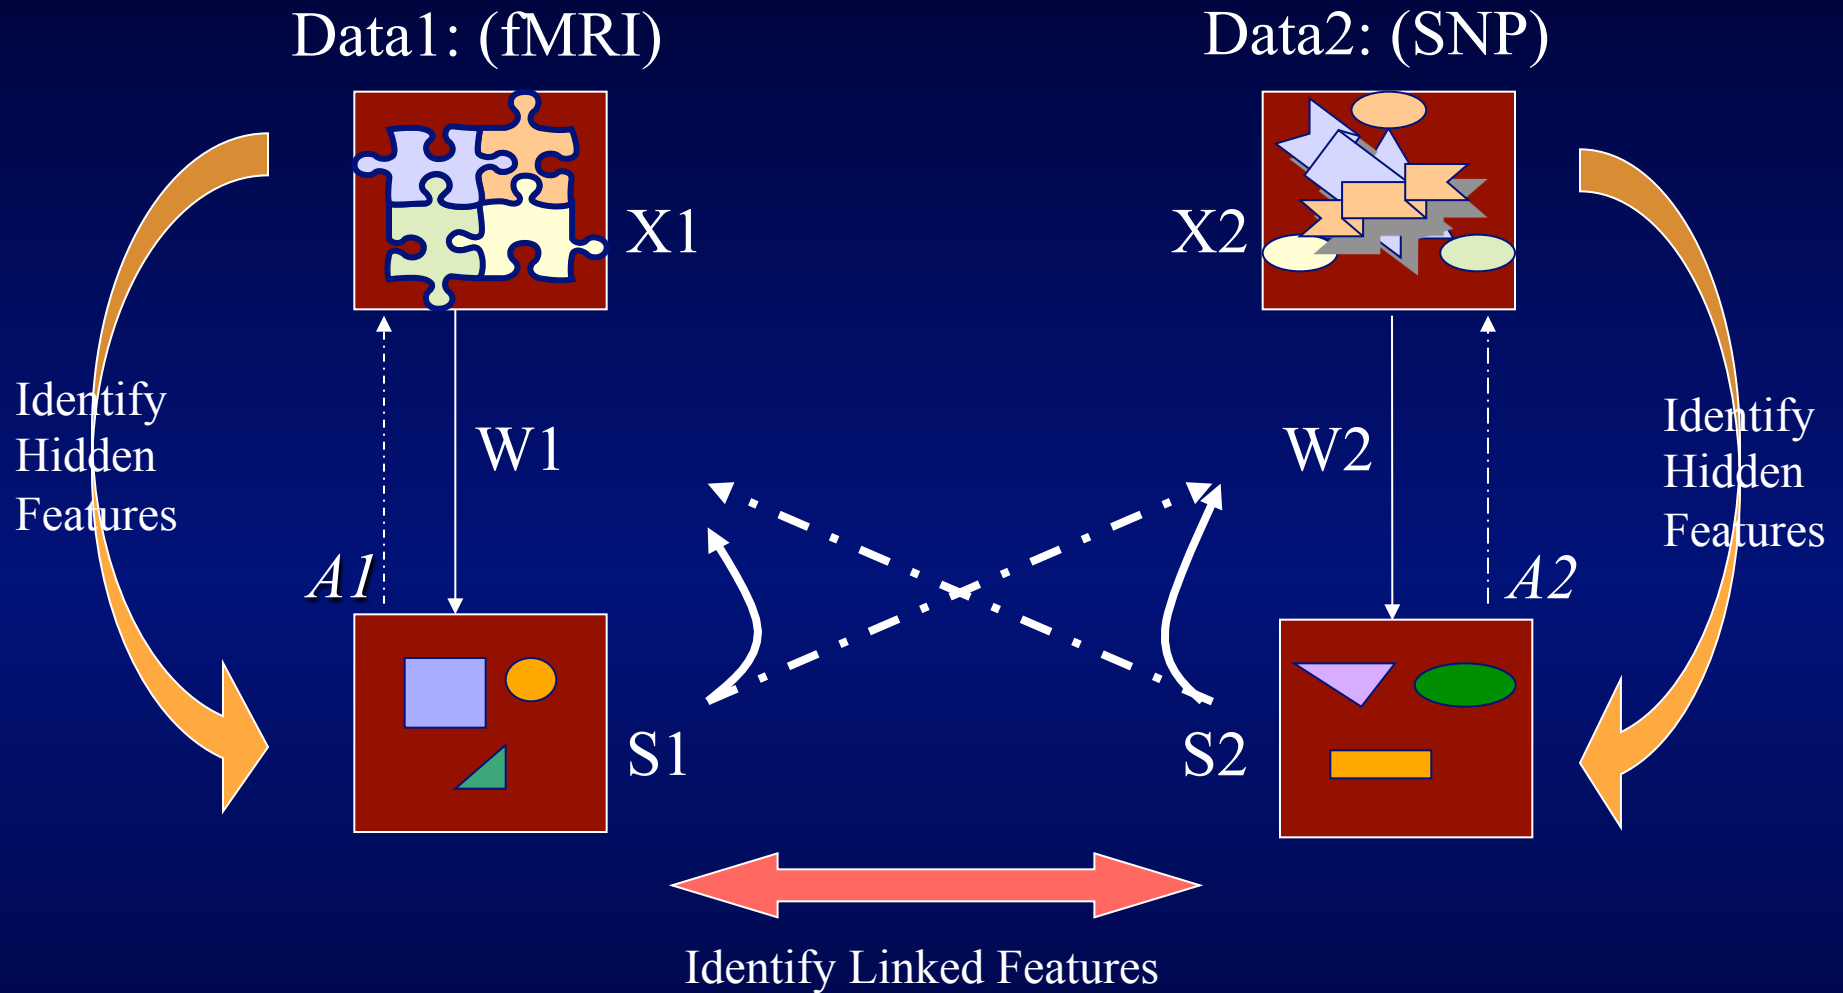 Data1: (fMRI)
Data2: (SNP)
X1
X2
Identify
Hidden
Features
W1
W2
Identify
Hidden
Features
A1
A2
S1
S2
Identify Linked Features